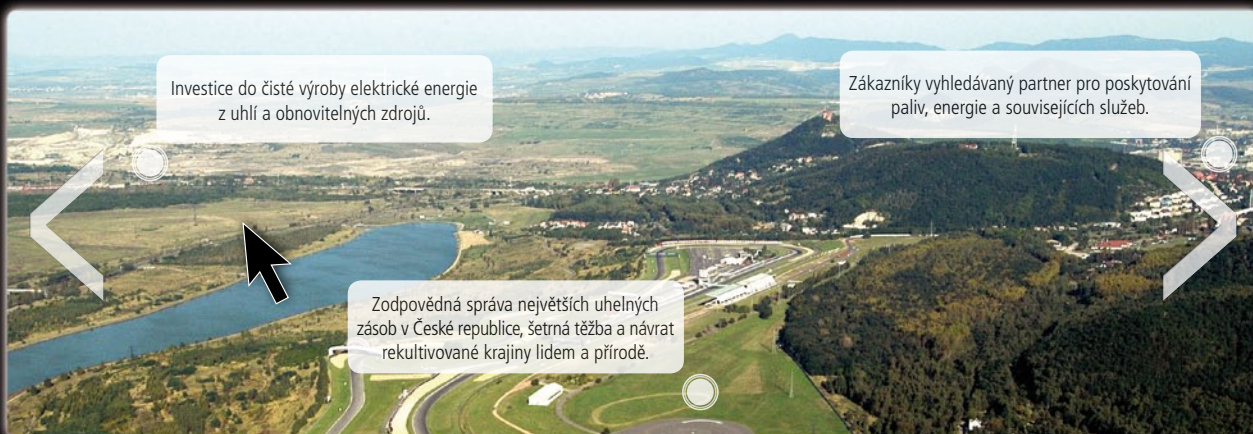 Investice do čisté výroby elektrické energie
z uhlí a obnovitelných zdrojů.
Zákazníky vyhledávaný partner pro poskytování
paliv, energie a souvisejících služeb.
Zodpovědná správa největších uhelných
zásob v České republice, šetrná těžba a návrat
rekultivované krajiny lidem a přírodě.